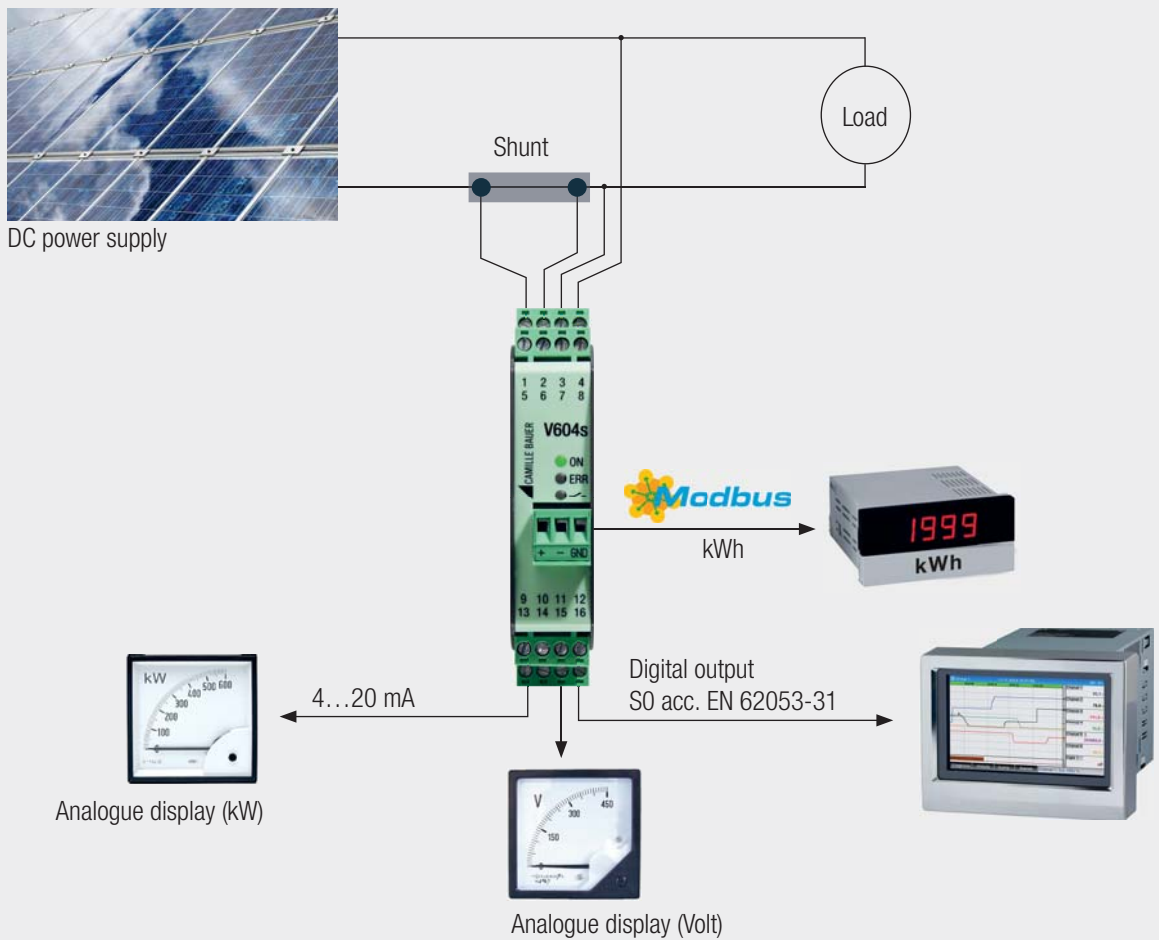 Load
Shunt
DC power supply
1 2 3 4
5 6 7 8
CAMILLE BAUER
V604s
ON
ERR
+ – GND
9 10 11 12
13 14 15 16
Modbus
kWh
1999
kWh
kW
100 200 300 400 500 600
4…20 mA
Analogue display (kW)
Digital output
S0 acc. EN 62053-31
V
150 300 450
Analogue display (Volt)